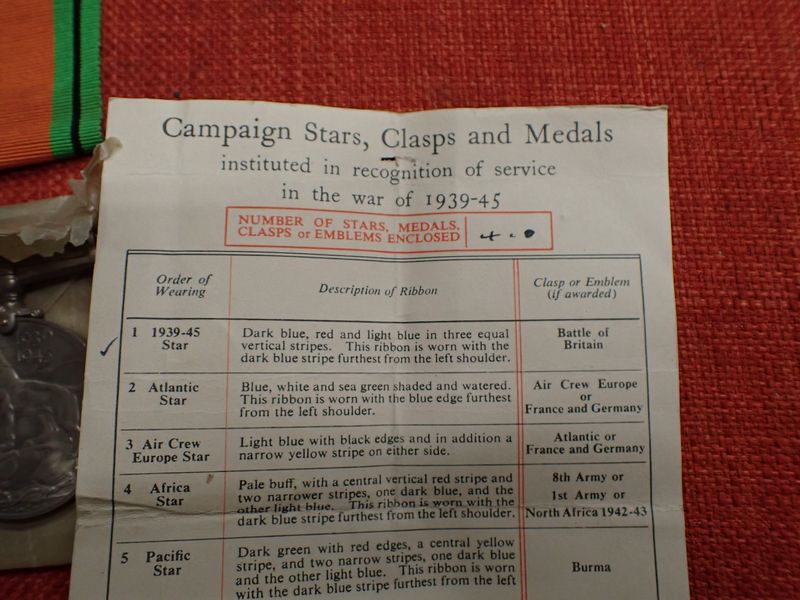 Campaign Stars, Clasps and Medals
instituted in recognition of service
in the war of 1939-45
NUMBER OF STARS, MEDALS,
CLASPS or EMBLEMS ENCLOSED
Order of
Wearing
Description of Ribbon
Clasp or Emblem
(if awarded)
1 1939-45
Star
Dark blue, red and light blue in three equal
vertical stripes. This ribbon is worn with the
dark blue stripe furthest from the left shoulder.
Battle of
Britain
2 Atlantic
Star
Blue, white and sea green shaded and watered.
This ribbon is worn with the blue edge furthest
from the left shoulder.
Air Crew Europe
or
France and Germany
3 Air Crew
Europe Star
Light blue with black edges and in addition a
narrow yellow stripe on either side.
Atlantic or
France and Germany
4 Africa
Star
Pale buff, with a central vertical red stripe and
two narrower stripes, one dark blue, and the
other light blue. This ribbon is worn with the
dark blue stripe furthest from the left shoulder.
8th Army or
1st Army or
North Africa 1942-43
5 Pacific
Star
Dark green with red edges, a central yellow
stripe, and two narrow stripes, one dark blue
and the other light blue. This ribbon is worn
with the dark blue stripe furthest from the left
Burma